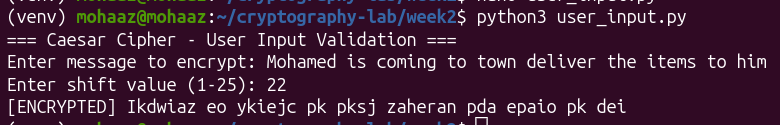 (venv) mohaaz@mohaaz:~/cryptography-lab/week2$ nano user_input.py
(venv) mohaaz@mohaaz:~/cryptography-lab/week2$ python3 user_input.py
=== Caesar Cipher - User Input Validation ===
Enter message to encrypt: Mohamed is coming to town deliver the items to him
Enter shift value (1-25): 22
[ENCRYPTED] Ikdwiaz eo ykiejc pk pksj zaheran pda epaio pk dei
(venv) mohaaz@mohaaz:~/cryptography-lab/week2$